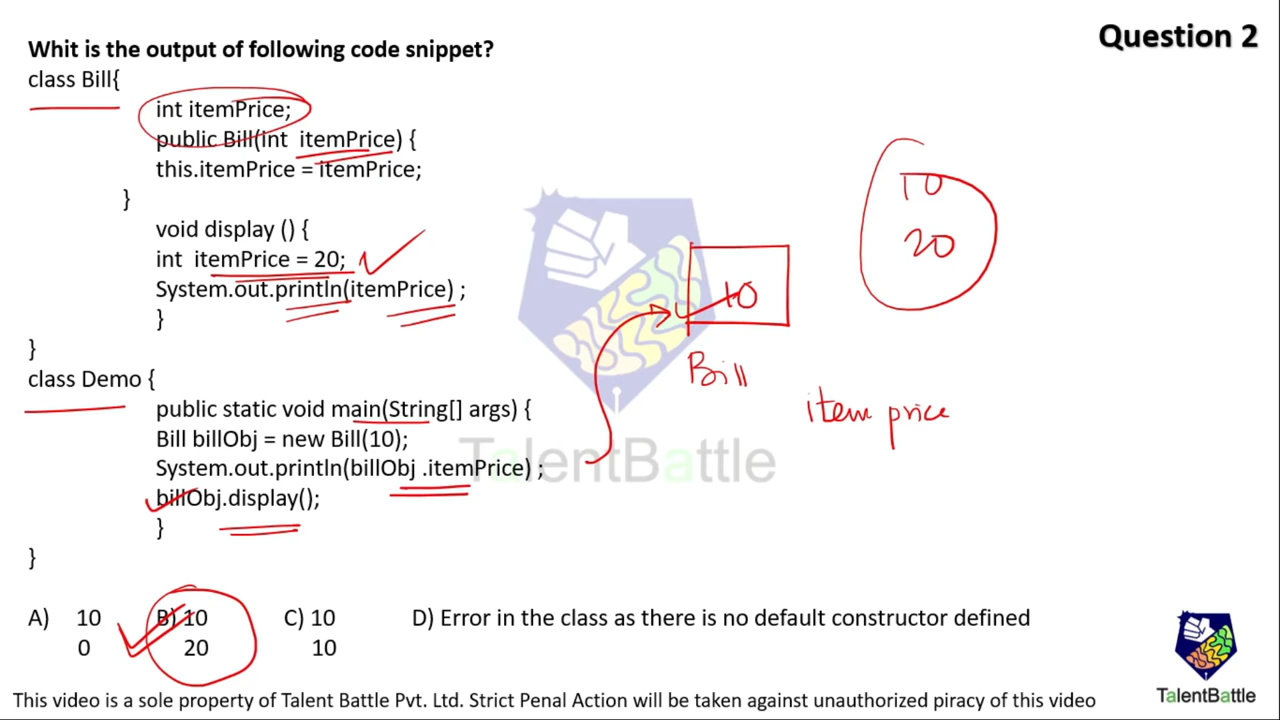 Question 2
Whit is the output of following code snippet?
class Bill{
int itemPrice;
public Bill(int itemPrice) {
this.itemPrice = itemPrice;
}
void display () {
int itemPrice = 20;
System.out.println(itemPrice) ;
}
}
class Demo {
public static void main(String[] args) {
Bill billObj = new Bill(10);
System.out.println(billObj .itemPrice) ;
billObj.display();
}
}
10
20
10
Bill
item price
TalentBattle
A) 10 B) 10 C) 10 D) Error in the class as there is no default constructor defined
0 20 10
TalentBattle
This video is a sole property of Talent Battle Pvt. Ltd. Strict Penal Action will be taken against unauthorized piracy of this video